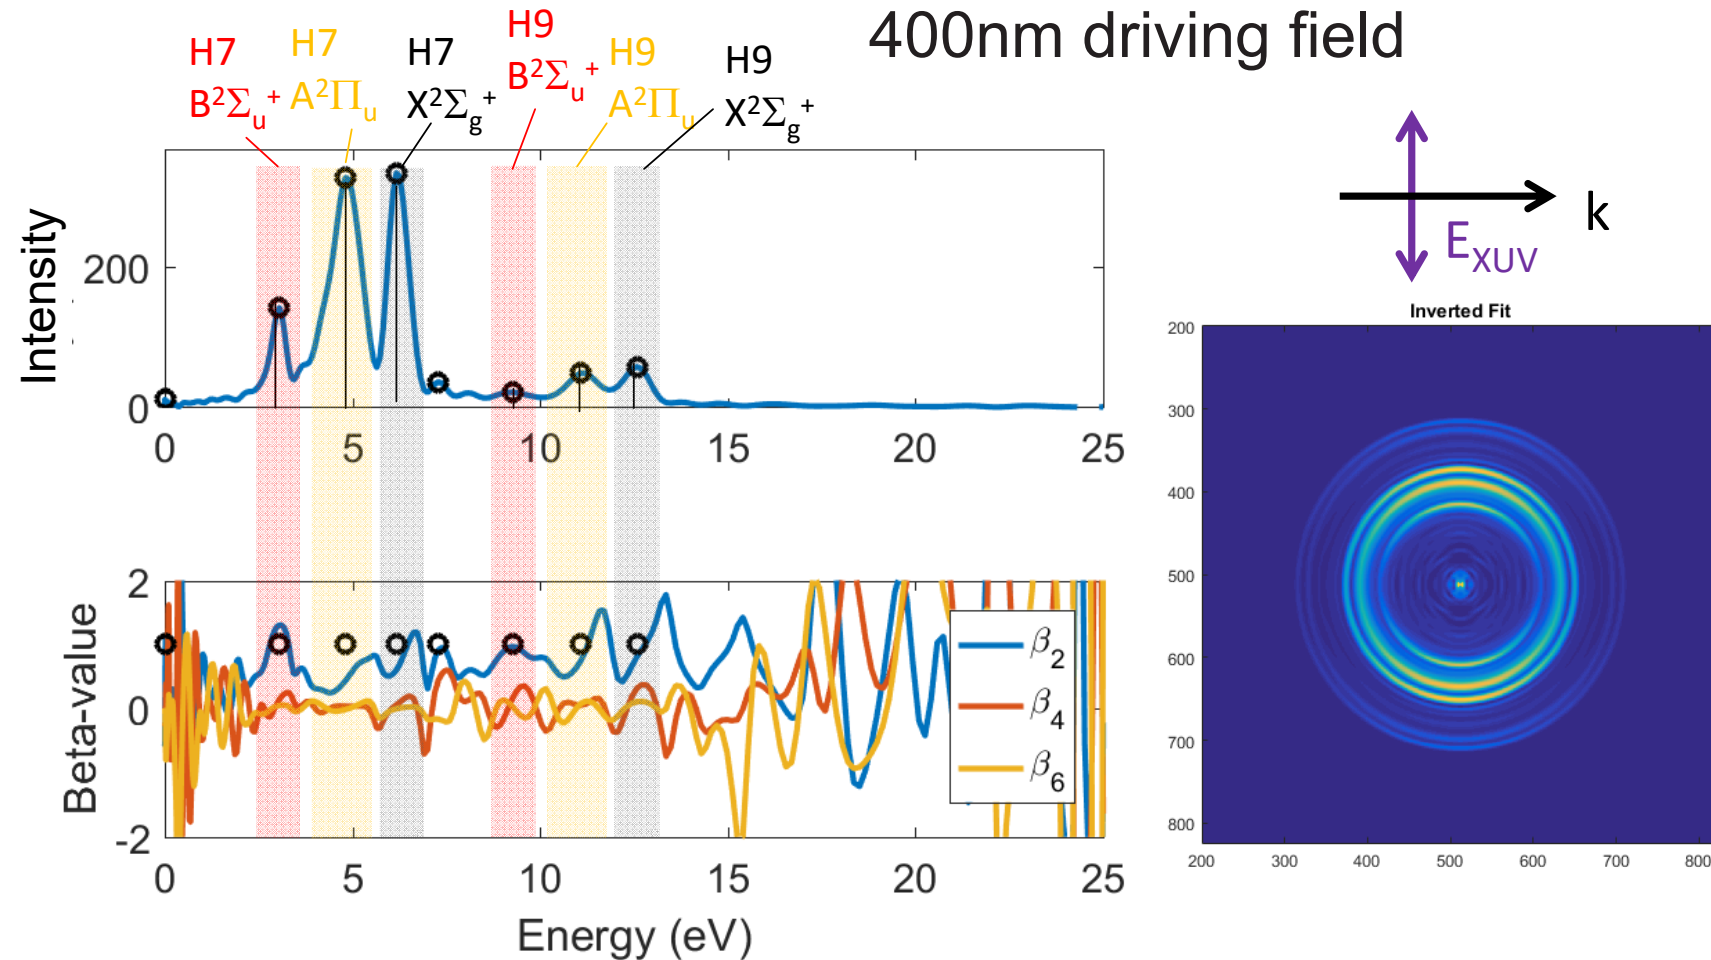 400nm driving field
H7
B²Σᵤ⁺
H7
A²Πᵤ
H7
X²Σg⁺
H9
B²Σᵤ⁺
H9
A²Πᵤ
H9
X²Σg⁺
Intensity
200
0
0 5 10 15 20 25
Beta-value
2
0
-2
β₂
β₄
β₆
0 5 10 15 20 25
Energy (eV)
k
E_XUV
Inverted Fit
200
300
400
500
600
700
800
200 300 400 500 600 700 800